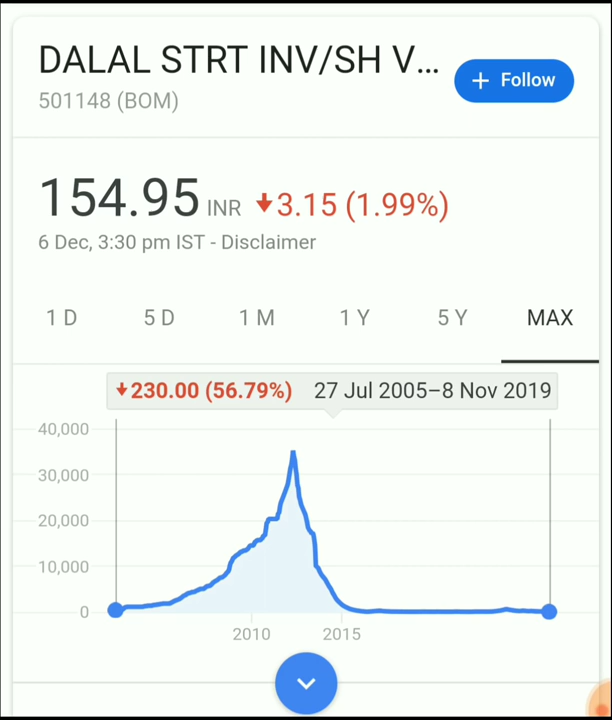 DALAL STRT INV/SH V...
+ Follow
501148 (BOM)
154.95 INR ↓3.15 (1.99%)
6 Dec, 3:30 pm IST - Disclaimer
1 D 5 D 1 M 1 Y 5 Y MAX
↓230.00 (56.79%) 27 Jul 2005–8 Nov 2019
40,000
30,000
20,000
10,000
0
2010 2015